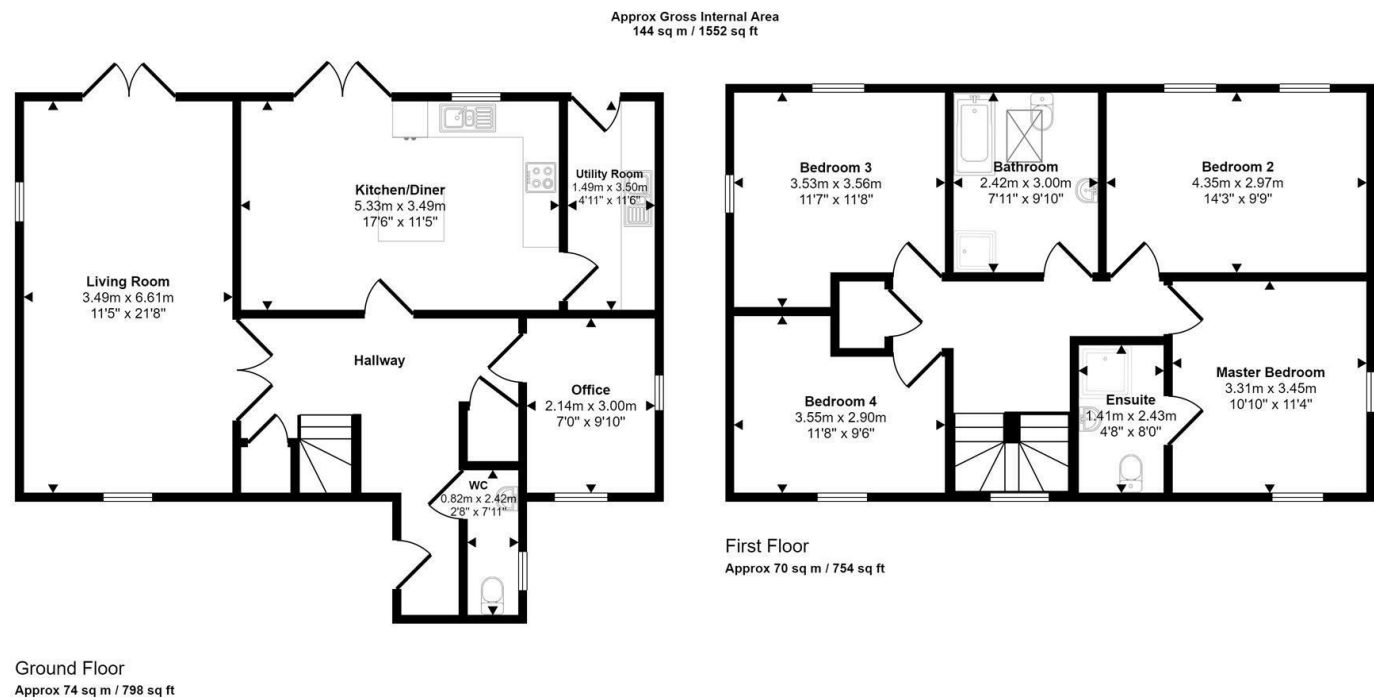 Approx Gross Internal Area
144 sq m / 1552 sq ft
Living Room
3.49m x 6.61m
11'5" x 21'8"
Kitchen/Diner
5.33m x 3.49m
17'6" x 11'5"
Utility Room
1.49m x 3.50m
4'11" x 11'6"
Hallway
Office
2.14m x 3.00m
7'0" x 9'10"
WC
0.82m x 2.42m
2'8" x 7'11"
Ground Floor
Approx 74 sq m / 798 sq ft
Bedroom 3
3.53m x 3.56m
11'7" x 11'8"
Bathroom
2.42m x 3.00m
7'11" x 9'10"
Bedroom 2
4.35m x 2.97m
14'3" x 9'9"
Bedroom 4
3.55m x 2.90m
11'8" x 9'6"
Ensuite
1.41m x 2.43m
4'8" x 8'0"
Master Bedroom
3.31m x 3.45m
10'10" x 11'4"
First Floor
Approx 70 sq m / 754 sq ft